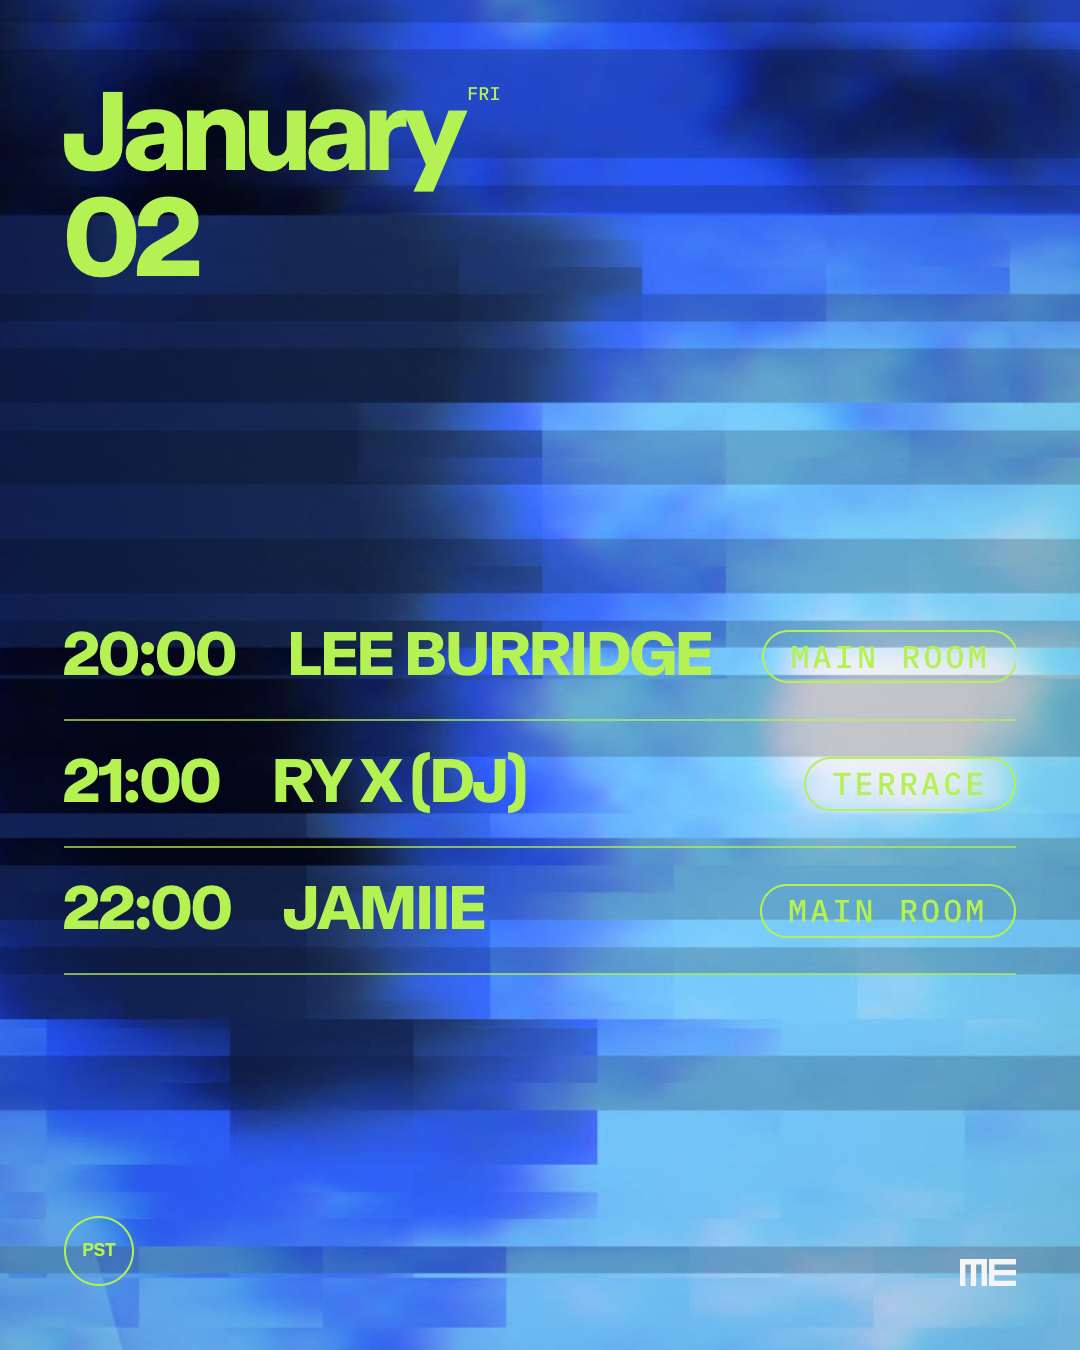 January FRI
02
20:00 LEE BURRIDGE MAIN ROOM
21:00 RY X (DJ) TERRACE
22:00 JAMIIE MAIN ROOM
PST
ME